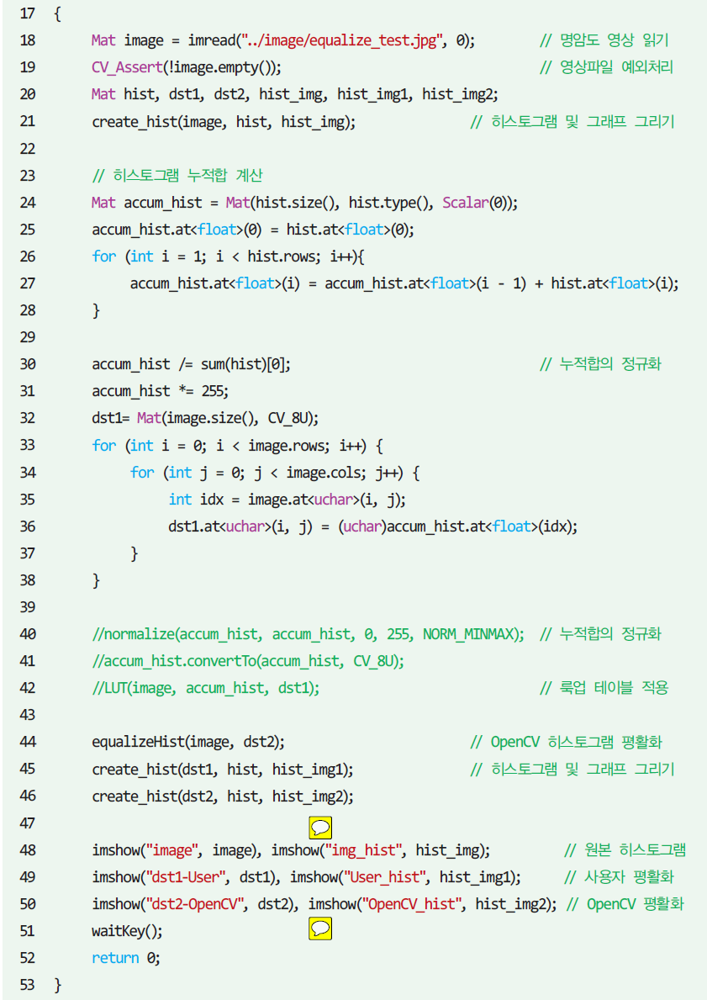 17 {
18 Mat image = imread("../image/equalize_test.jpg", 0); // 명암도 영상 읽기
19 CV_Assert(!image.empty()); // 영상파일 예외처리
20 Mat hist, dst1, dst2, hist_img, hist_img1, hist_img2;
21 create_hist(image, hist, hist_img); // 히스토그램 및 그래프 그리기
22
23 // 히스토그램 누적합 계산
24 Mat accum_hist = Mat(hist.size(), hist.type(), Scalar(0));
25 accum_hist.at<float>(0) = hist.at<float>(0);
26 for (int i = 1; i < hist.rows; i++){
27 accum_hist.at<float>(i) = accum_hist.at<float>(i - 1) + hist.at<float>(i);
28 }
29
30 accum_hist /= sum(hist)[0]; // 누적합의 정규화
31 accum_hist *= 255;
32 dst1= Mat(image.size(), CV_8U);
33 for (int i = 0; i < image.rows; i++) {
34 for (int j = 0; j < image.cols; j++) {
35 int idx = image.at<uchar>(i, j);
36 dst1.at<uchar>(i, j) = (uchar)accum_hist.at<float>(idx);
37 }
38 }
39
40 //normalize(accum_hist, accum_hist, 0, 255, NORM_MINMAX); // 누적합의 정규화
41 //accum_hist.convertTo(accum_hist, CV_8U);
42 //LUT(image, accum_hist, dst1); // 룩업 테이블 적용
43
44 equalizeHist(image, dst2); // OpenCV 히스토그램 평활화
45 create_hist(dst1, hist, hist_img1); // 히스토그램 및 그래프 그리기
46 create_hist(dst2, hist, hist_img2);
47
48 imshow("image", image), imshow("img_hist", hist_img); // 원본 히스토그램
49 imshow("dst1-User", dst1), imshow("User_hist", hist_img1); // 사용자 평활화
50 imshow("dst2-OpenCV", dst2), imshow("OpenCV_hist", hist_img2); // OpenCV 평활화
51 waitKey();
52 return 0;
53 }